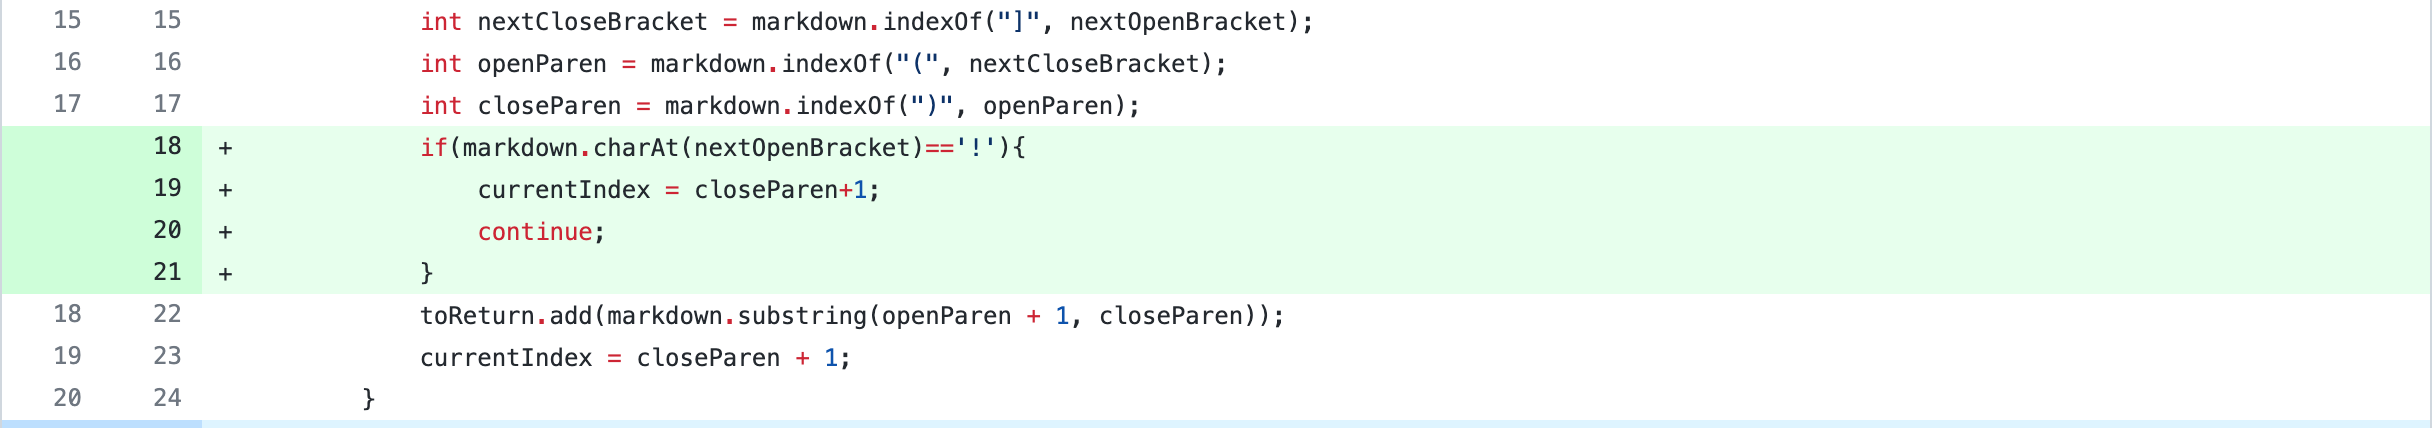 15 15 int nextCloseBracket = markdown.indexOf("]", nextOpenBracket);
16 16 int openParen = markdown.indexOf("(", nextCloseBracket);
17 17 int closeParen = markdown.indexOf(")", openParen);
18 + if(markdown.charAt(nextOpenBracket)=='!'){
19 + currentIndex = closeParen+1;
20 + continue;
21 + }
18 22 toReturn.add(markdown.substring(openParen + 1, closeParen));
19 23 currentIndex = closeParen + 1;
20 24 }